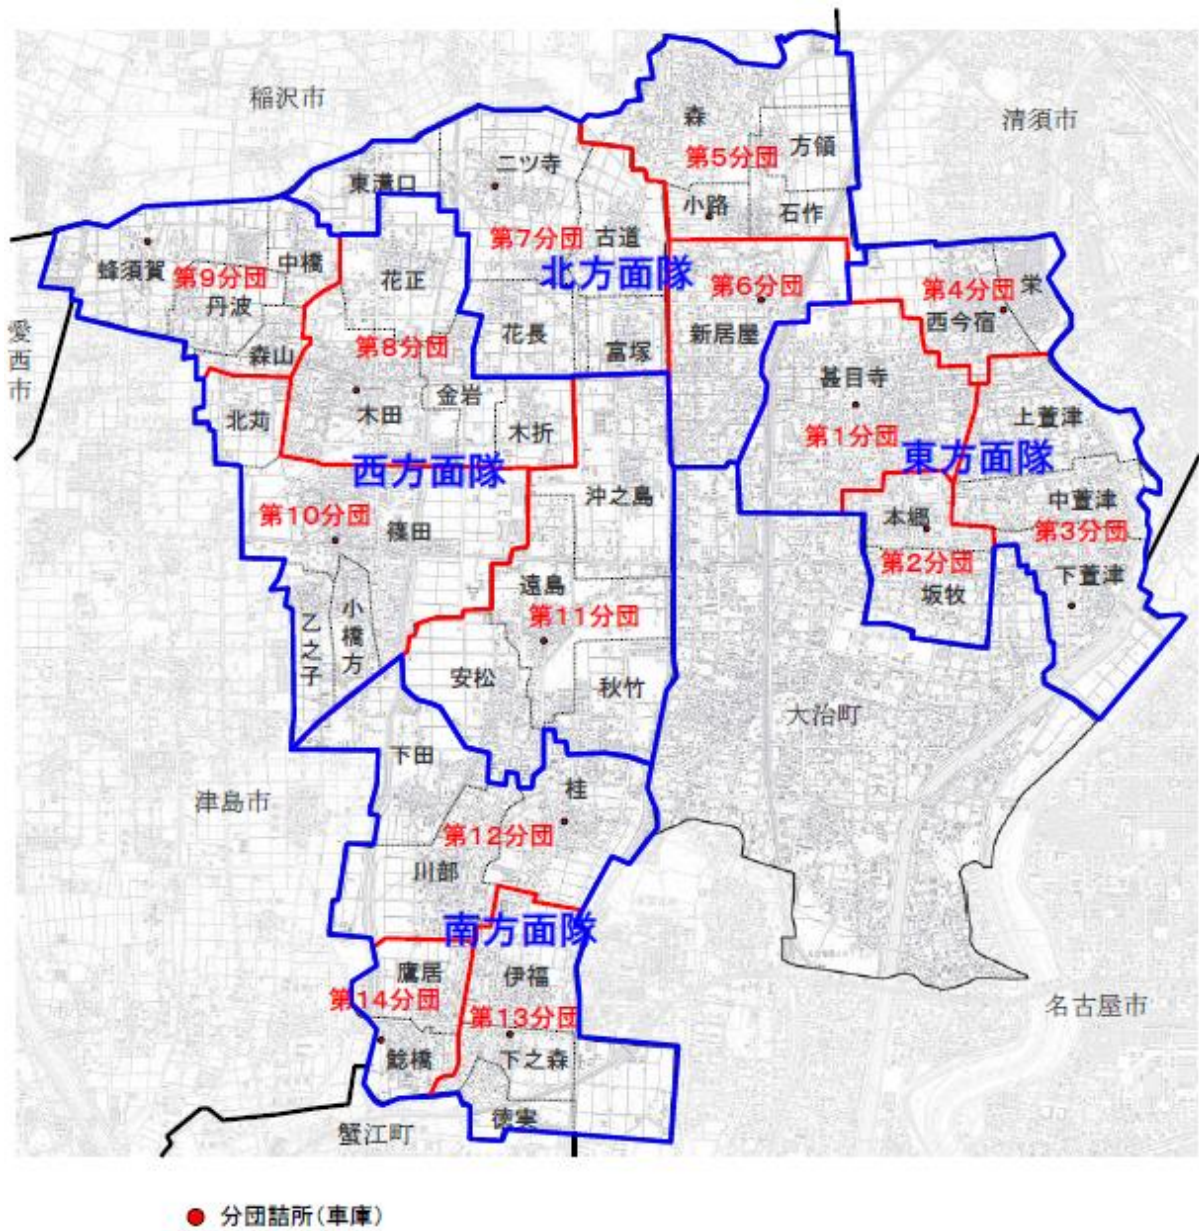 稲沢市
清須市
森
方領
第5分団
二ツ寺
東溝口
小路
石作
第7分団
古道
中橋
蜂須賀
第9分団
花正
北方面隊
第6分団
第4分団
栄
丹波
西今宿
愛西市
新居屋
花長
富塚
森山
第8分団
甚目寺
金岩
北苅
木田
木折
上萱津
第1分団
東方面隊
西方面隊
沖之島
中萱津
第10分団
篠田
本郷
第3分団
第2分団
下萱津
遠島
坂牧
小橋方
乙之子
第11分団
安松
秋竹
大治町
下田
桂
津島市
第12分団
川部
南方面隊
鷹居
伊福
第14分団
第13分団
名古屋市
鯰橋
下之森
徳実
蟹江町
分団詰所(車庫)